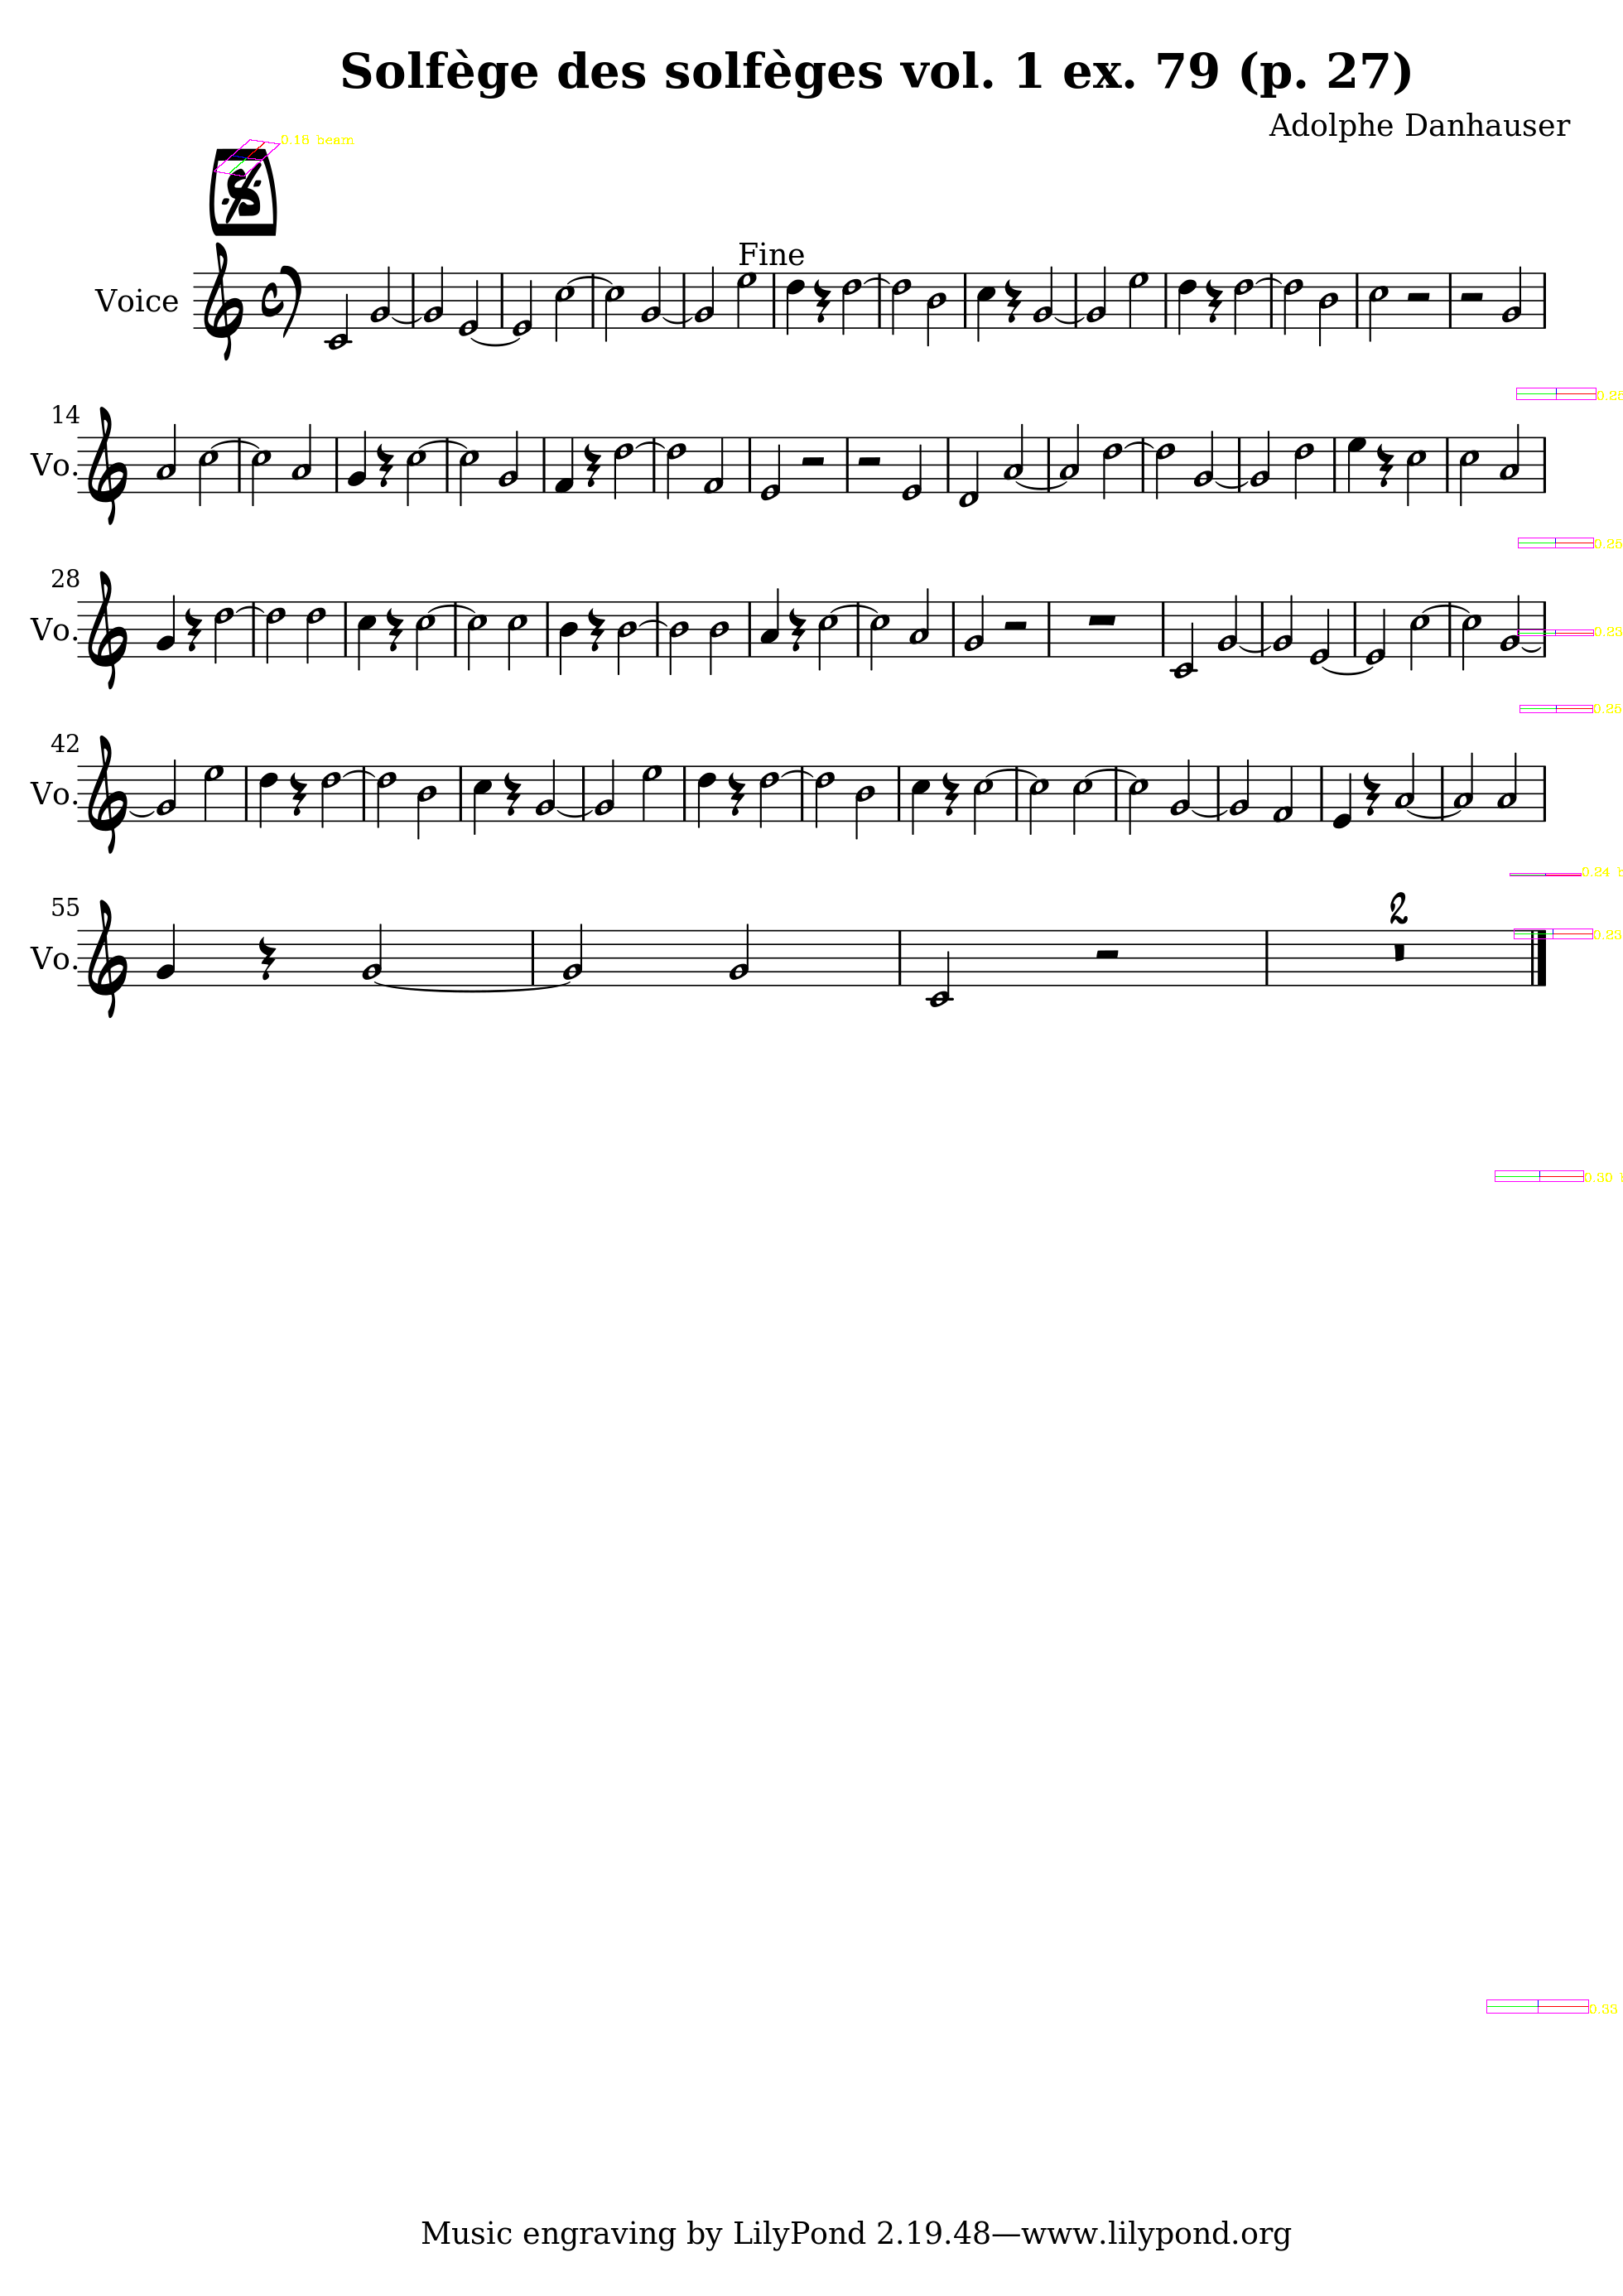 Solfège des solfèges vol. 1 ex. 79 (p. 27)
Adolphe Danhauser
0.18 beam
Fine
Voice
0.28
14
Vo.
0.25
28
Vo.
0.23
0.25
42
Vo.
0.24
55
2
Vo.
0.23
0.30
0.33
Music engraving by LilyPond 2.19.48—www.lilypond.org